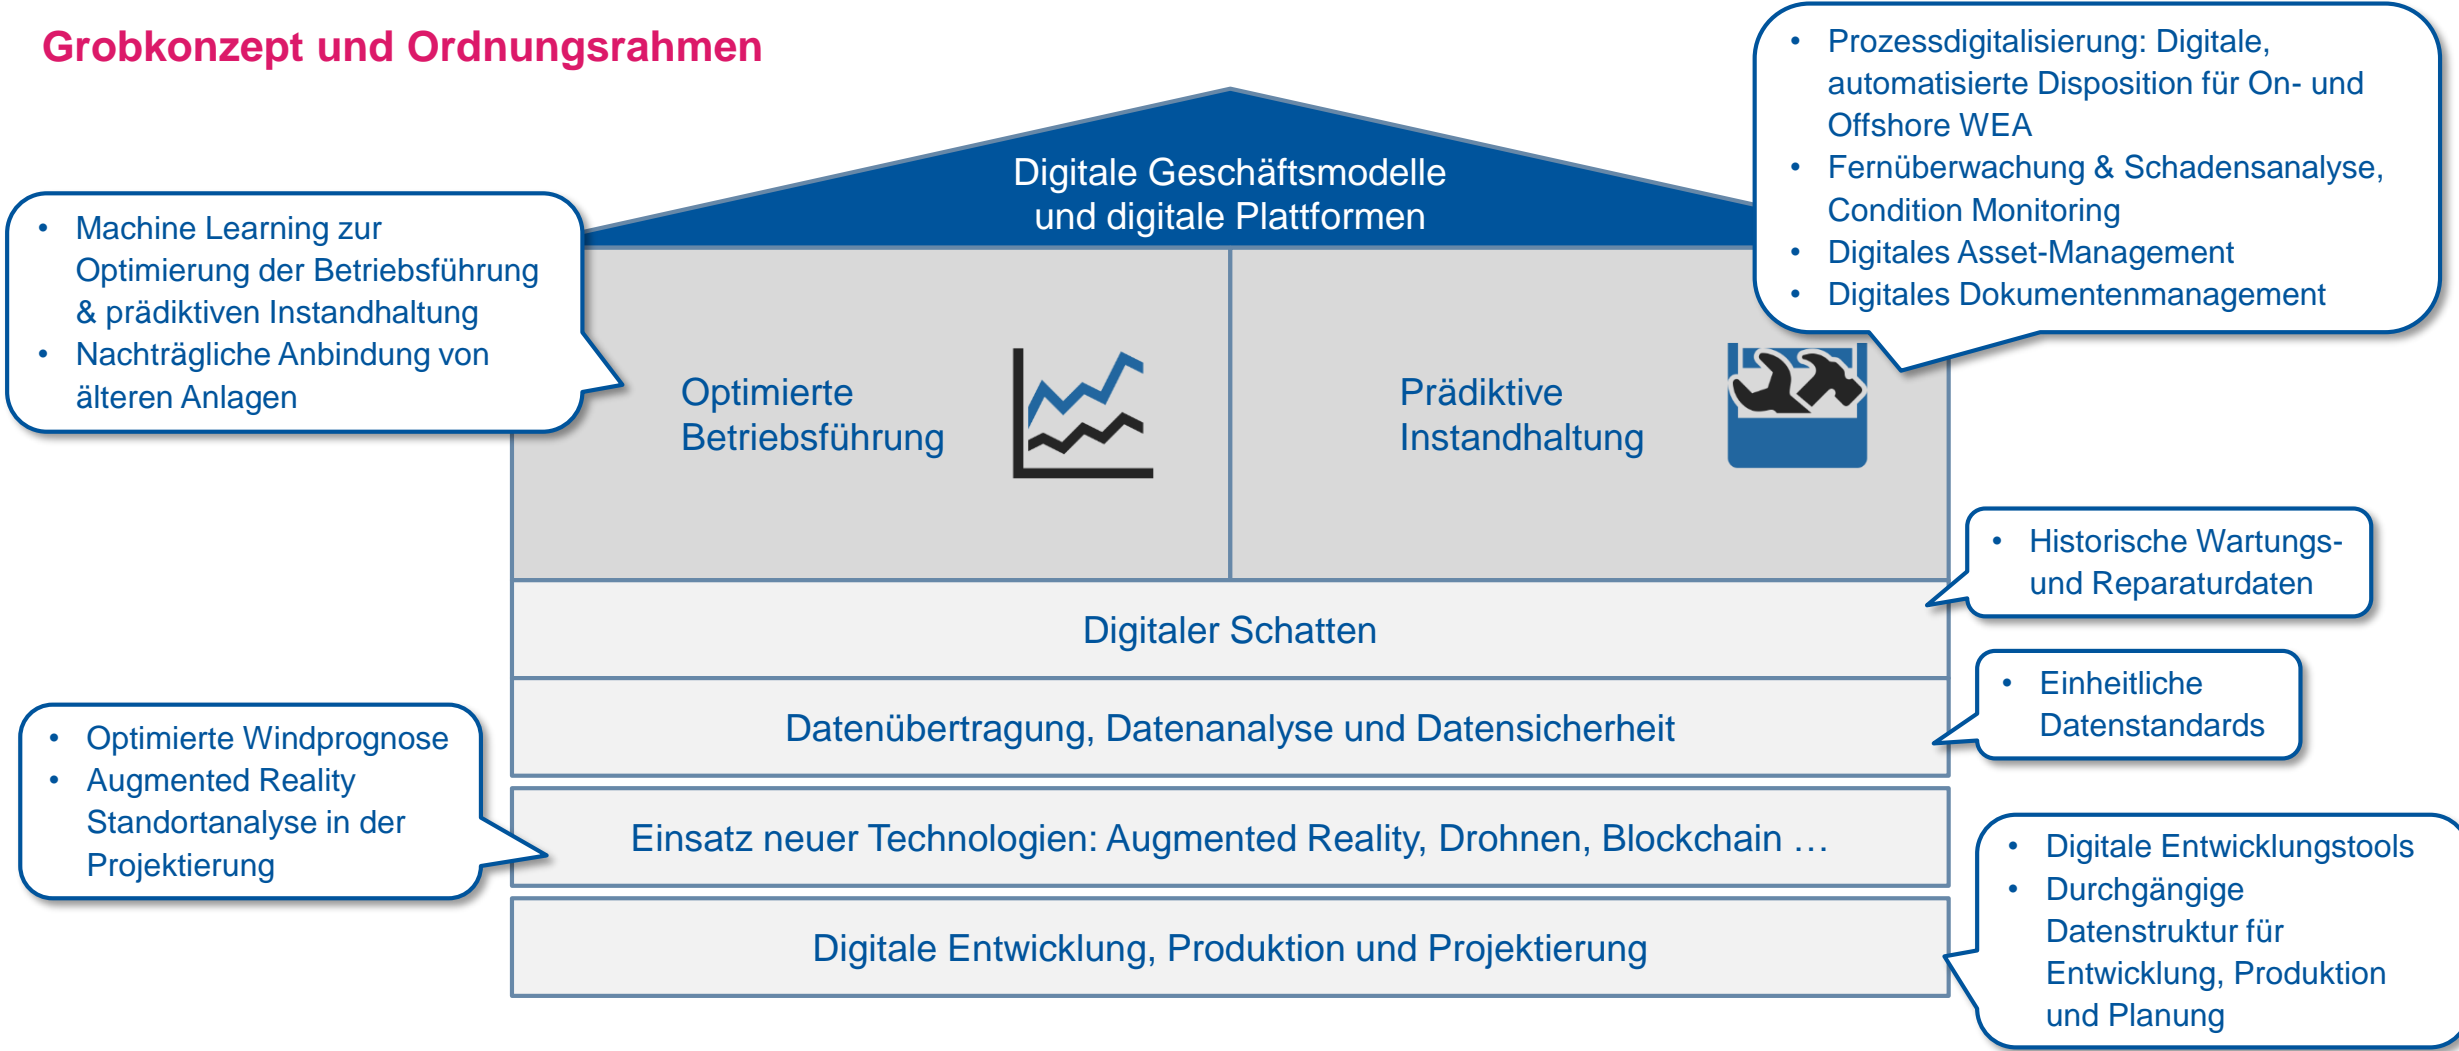 Grobkonzept und Ordnungsrahmen
• Prozessdigitalisierung: Digitale,
automatisierte Disposition für On- und
Offshore WEA
• Fernüberwachung & Schadensanalyse,
Condition Monitoring
• Digitales Asset-Management
• Digitales Dokumentenmanagement
Digitale Geschäftsmodelle
und digitale Plattformen
• Machine Learning zur
Optimierung der Betriebsführung
& prädiktiven Instandhaltung
• Nachträgliche Anbindung von
älteren Anlagen
Optimierte
Betriebsführung
Prädiktive
Instandhaltung
• Historische Wartungs-
und Reparaturdaten
Digitaler Schatten
• Einheitliche
Datenstandards
Datenübertragung, Datenanalyse und Datensicherheit
• Optimierte Windprognose
• Augmented Reality
Standortanalyse in der
Projektierung
Einsatz neuer Technologien: Augmented Reality, Drohnen, Blockchain …
• Digitale Entwicklungstools
• Durchgängige
Datenstruktur für
Entwicklung, Produktion
und Planung
Digitale Entwicklung, Produktion und Projektierung